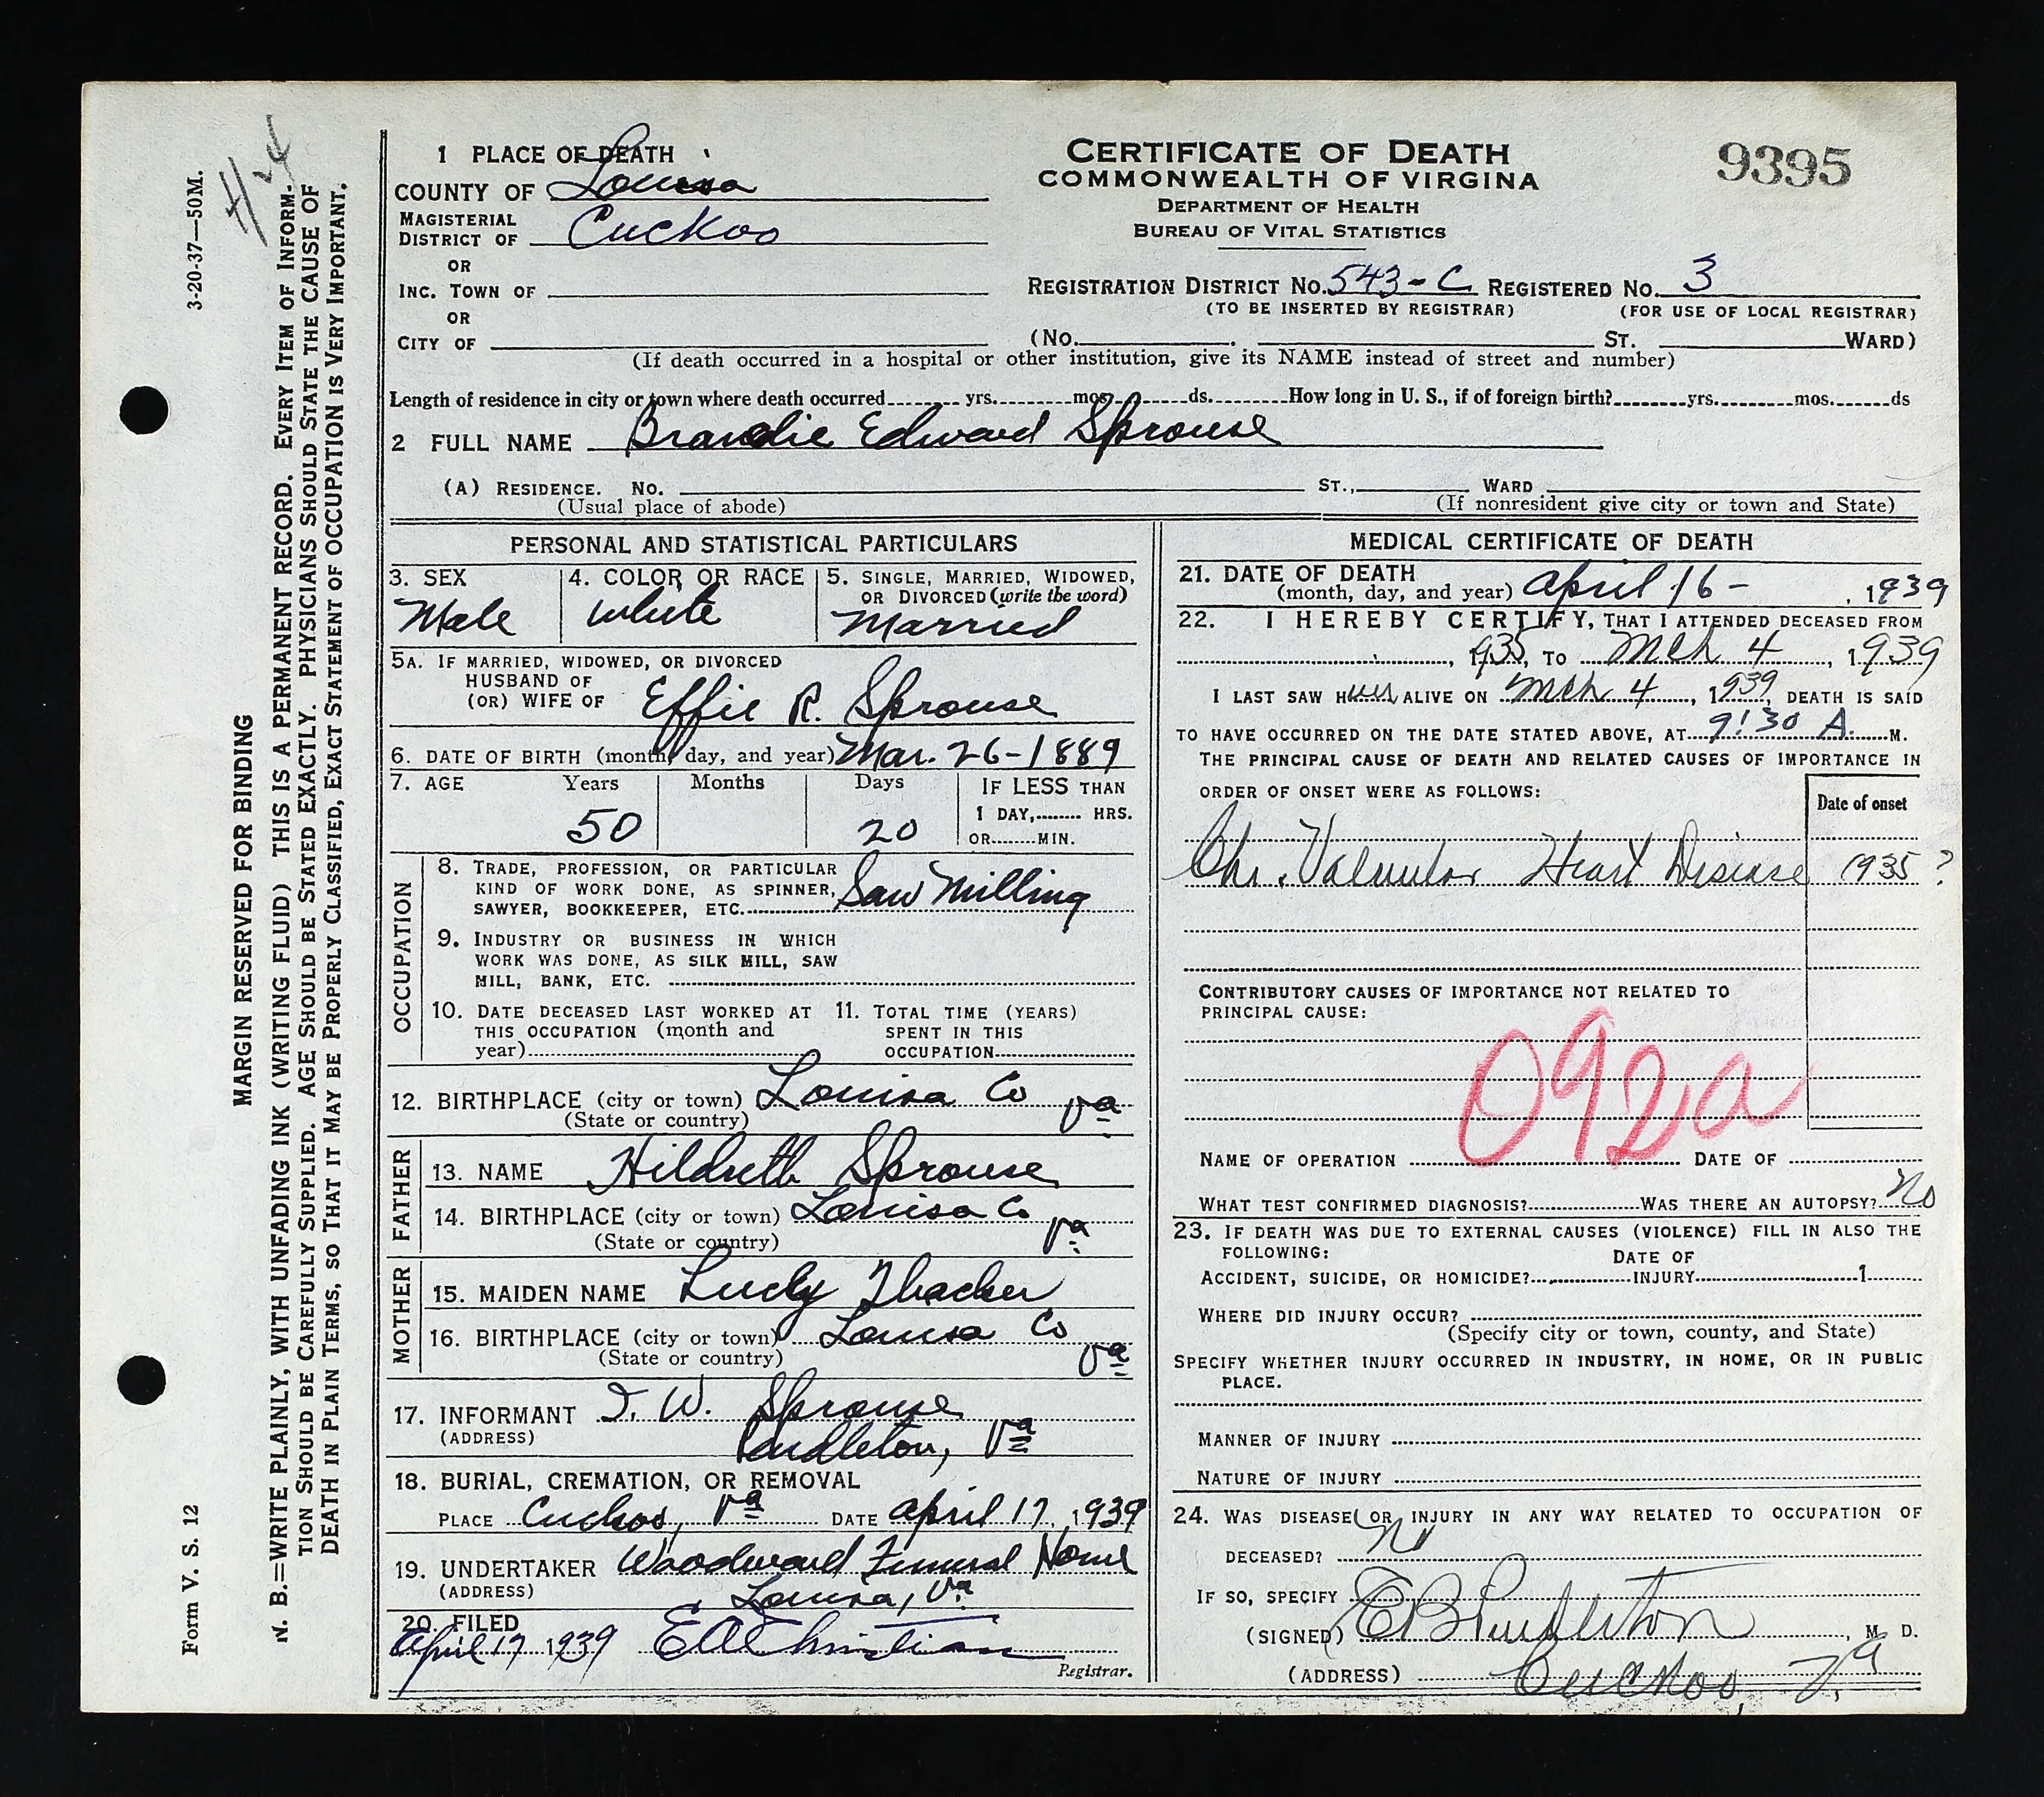 3-20-37—50M.
H24
MARGIN RESERVED FOR BINDING
N. B.=WRITE PLAINLY, WITH UNFADING INK (WRITING FLUID) THIS IS A PERMANENT RECORD. EVERY ITEM OF INFORM-
TION SHOULD BE CAREFULLY SUPPLIED. AGE SHOULD BE STATED EXACTLY. PHYSICIANS SHOULD STATE THE CAUSE OF
DEATH IN PLAIN TERMS, SO THAT IT MAY BE PROPERLY CLASSIFIED, EXACT STATEMENT OF OCCUPATION IS VERY IMPORTANT.
Form V. S. 12
CERTIFICATE OF DEATH
COMMONWEALTH OF VIRGINA
DEPARTMENT OF HEALTH
BUREAU OF VITAL STATISTICS
9395
1 PLACE OF DEATH
COUNTY OF Louisa
MAGISTERIAL
DISTRICT OF Cuckoo
OR
INC. TOWN OF
OR
CITY OF
REGISTRATION DISTRICT NO. 543-C REGISTERED NO. 3
(TO BE INSERTED BY REGISTRAR) (FOR USE OF LOCAL REGISTRAR)
(NO. ST. WARD)
(If death occurred in a hospital or other institution, give its NAME instead of street and number)
Length of residence in city or town where death occurred yrs. mos. ds. How long in U. S., if of foreign birth? yrs. mos. ds
2 FULL NAME Brandie Edward Sprouse
(A) RESIDENCE. NO. ST., WARD
(Usual place of abode) (If nonresident give city or town and State)
PERSONAL AND STATISTICAL PARTICULARS
3. SEX 4. COLOR OR RACE 5. SINGLE, MARRIED, WIDOWED,
OR DIVORCED (write the word)
Male White Married
5A. IF MARRIED, WIDOWED, OR DIVORCED
HUSBAND OF
(OR) WIFE OF Effie R. Sprouse
6. DATE OF BIRTH (month, day, and year) Mar. 26-1889
7. AGE Years Months Days IF LESS THAN
1 DAY, HRS.
50 20 OR MIN.
OCCUPATION
8. TRADE, PROFESSION, OR PARTICULAR
KIND OF WORK DONE, AS SPINNER,
SAWYER, BOOKKEEPER, ETC. Saw Milling
9. INDUSTRY OR BUSINESS IN WHICH
WORK WAS DONE, AS SILK MILL, SAW
MILL, BANK, ETC.
10. DATE DECEASED LAST WORKED AT
THIS OCCUPATION (month and
year)
11. TOTAL TIME (YEARS)
SPENT IN THIS
OCCUPATION
12. BIRTHPLACE (city or town) Louisa Co
(State or country) Va
FATHER
13. NAME Hildreth Sprouse
14. BIRTHPLACE (city or town) Louisa Co
(State or country) Va
MOTHER
15. MAIDEN NAME Lucly Thacker
16. BIRTHPLACE (city or town) Louisa Co
(State or country) Va
17. INFORMANT I. W. Sprouse
(ADDRESS) Pendleton, Va
18. BURIAL, CREMATION, OR REMOVAL
PLACE Cuckoo, Va DATE April 17, 1939
19. UNDERTAKER Woodward Funeral Home
(ADDRESS) Louisa, Va
20. FILED
April 17 1939 E A Christian
Registrar.
MEDICAL CERTIFICATE OF DEATH
21. DATE OF DEATH
(month, day, and year) April 16 - , 1939
22. I HEREBY CERTIFY, THAT I ATTENDED DECEASED FROM
, 1935, TO Mch 4, 1939
I LAST SAW H im ALIVE ON Mch 4, 1939, DEATH IS SAID
TO HAVE OCCURRED ON THE DATE STATED ABOVE, AT 9:30 A. M.
THE PRINCIPAL CAUSE OF DEATH AND RELATED CAUSES OF IMPORTANCE IN
ORDER OF ONSET WERE AS FOLLOWS:
Date of onset
Chr. Valvular Heart Disease 1935?
CONTRIBUTORY CAUSES OF IMPORTANCE NOT RELATED TO
PRINCIPAL CAUSE:
092a
NAME OF OPERATION DATE OF
WHAT TEST CONFIRMED DIAGNOSIS? WAS THERE AN AUTOPSY? No
23. IF DEATH WAS DUE TO EXTERNAL CAUSES (VIOLENCE) FILL IN ALSO THE
FOLLOWING: DATE OF
ACCIDENT, SUICIDE, OR HOMICIDE? INJURY 1
WHERE DID INJURY OCCUR?
(Specify city or town, county, and State)
SPECIFY WHETHER INJURY OCCURRED IN INDUSTRY, IN HOME, OR IN PUBLIC
PLACE.
MANNER OF INJURY
NATURE OF INJURY
24. WAS DISEASE OR INJURY IN ANY WAY RELATED TO OCCUPATION OF
DECEASED? No
IF SO, SPECIFY
(SIGNED) E B Pendleton, M. D.
(ADDRESS) Cuckoo, Va